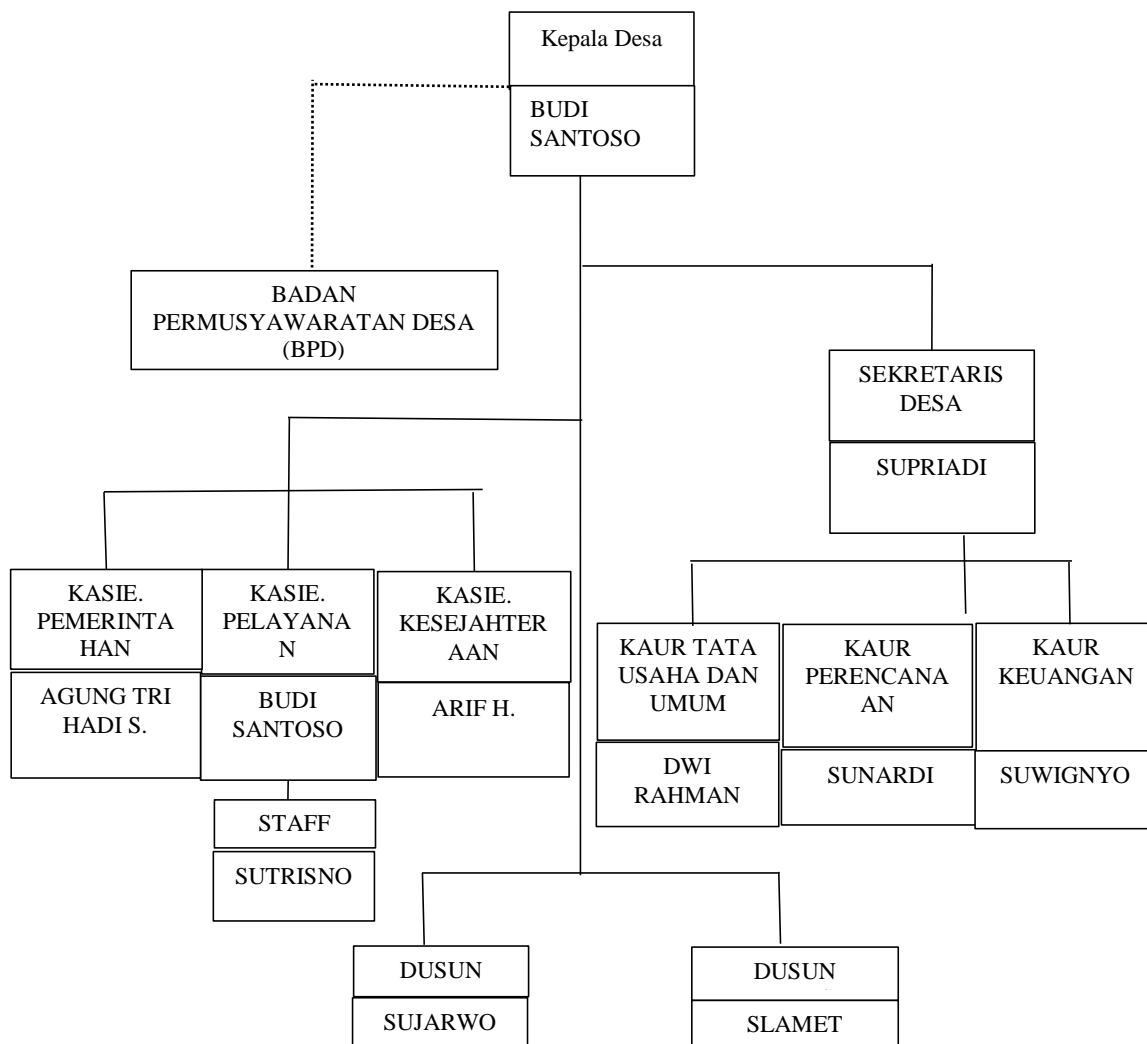 Kepala Desa
BUDI
SANTOSO
BADAN
PERMUSYAWARATAN DESA
(BPD)
SEKRETARIS
DESA
SUPRIADI
KASIE.
PEMERINTA
HAN
AGUNG TRI
HADI S.
KASIE.
PELAYANA
N
BUDI
SANTOSO
KASIE.
KESEJAHTER
AAN
ARIF H.
STAFF
SUTRISNO
KAUR TATA
USAHA DAN
UMUM
DWI
RAHMAN
KAUR
PERENCANA
AN
SUNARDI
KAUR
KEUANGAN
SUWIGNYO
DUSUN
SUJARWO
DUSUN
SLAMET